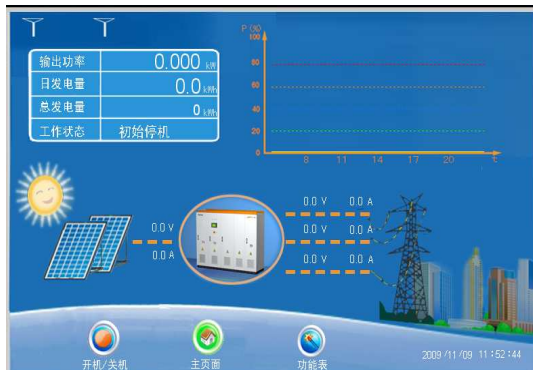 输出功率 0.000 kW
日发电量 0.0 kWh
总发电量 0 kWh
工作状态 初始停机
P (%)
100
80
60
40
20
0
8 11 14 17 20 t
0.0 V 0.0 A
0.0 V 0.0 A
0.0 V 0.0 A
0.0 V
0.0 A
开机/关机 主页面 功能表
2009/11/09 11:52:44